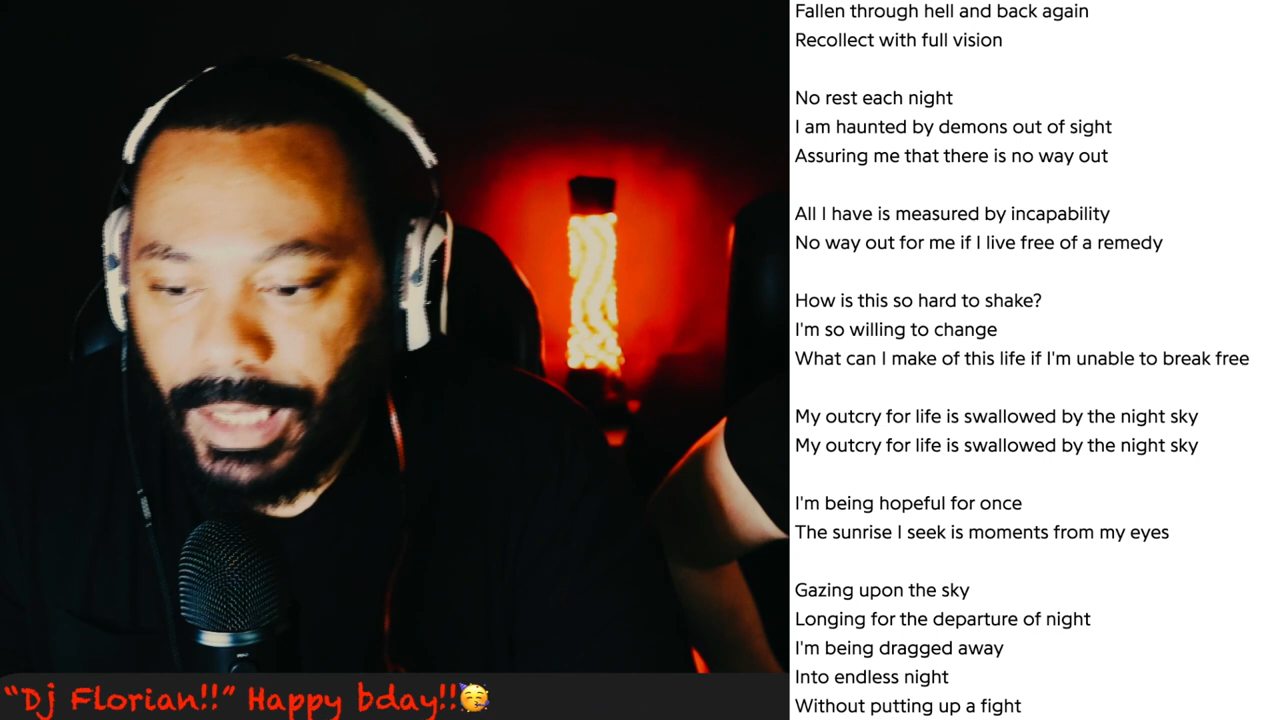 Fallen through hell and back again
Recollect with full vision
No rest each night
I am haunted by demons out of sight
Assuring me that there is no way out
All I have is measured by incapability
No way out for me if I live free of a remedy
How is this so hard to shake?
I'm so willing to change
What can I make of this life if I'm unable to break free
My outcry for life is swallowed by the night sky
My outcry for life is swallowed by the night sky
I'm being hopeful for once
The sunrise I seek is moments from my eyes
Gazing upon the sky
Longing for the departure of night
I'm being dragged away
Into endless night
Without putting up a fight
“Dj Florian!!” Happy bday!!🥳